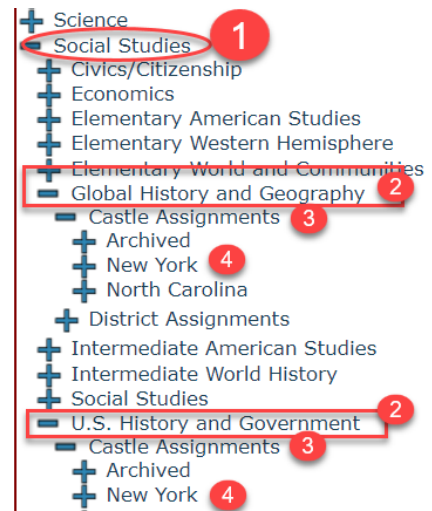 Science
Social Studies 1
Civics/Citizenship
Economics
Elementary American Studies
Elementary Western Hemisphere
Elementary World and Communities
Global History and Geography 2
Castle Assignments 3
Archived
New York 4
North Carolina
District Assignments
Intermediate American Studies
Intermediate World History
Social Studies
U.S. History and Government 2
Castle Assignments 3
Archived
New York 4